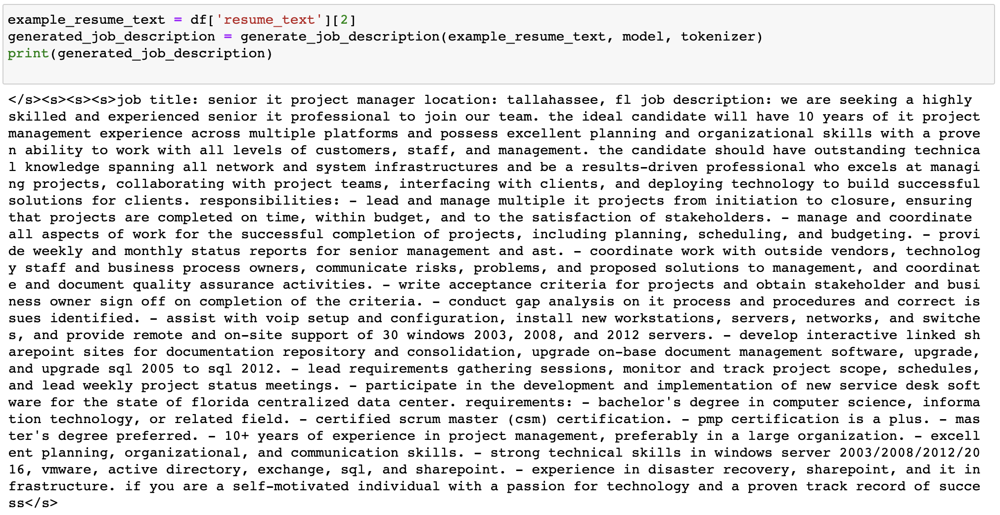 example_resume_text = df['resume_text'][2]
generated_job_description = generate_job_description(example_resume_text, model, tokenizer)
print(generated_job_description)
</s><s><s><s>job title: senior it project manager location: tallahassee, fl job description: we are seeking a highly
skilled and experienced senior it professional to join our team. the ideal candidate will have 10 years of it project
management experience across multiple platforms and possess excellent planning and organizational skills with a prove
n ability to work with all levels of customers, staff, and management. the candidate should have outstanding technica
l knowledge spanning all network and system infrastructures and be a results-driven professional who excels at managi
ng projects, collaborating with project teams, interfacing with clients, and deploying technology to build successful
solutions for clients. responsibilities: - lead and manage multiple it projects from initiation to closure, ensuring
that projects are completed on time, within budget, and to the satisfaction of stakeholders. - manage and coordinate
all aspects of work for the successful completion of projects, including planning, scheduling, and budgeting. - provi
de weekly and monthly status reports for senior management and ast. - coordinate work with outside vendors, technolog
y staff and business process owners, communicate risks, problems, and proposed solutions to management, and coordinat
e and document quality assurance activities. - write acceptance criteria for projects and obtain stakeholder and busi
ness owner sign off on completion of the criteria. - conduct gap analysis on it process and procedures and correct is
sues identified. - assist with voip setup and configuration, install new workstations, servers, networks, and switche
s, and provide remote and on-site support of 30 windows 2003, 2008, and 2012 servers. - develop interactive linked sh
arepoint sites for documentation repository and consolidation, upgrade on-base document management software, upgrade,
and upgrade sql 2005 to sql 2012. - lead requirements gathering sessions, monitor and track project scope, schedules,
and lead weekly project status meetings. - participate in the development and implementation of new service desk soft
ware for the state of florida centralized data center. requirements: - bachelor's degree in computer science, informa
tion technology, or related field. - certified scrum master (csm) certification. - pmp certification is a plus. - mas
ter's degree preferred. - 10+ years of experience in project management, preferably in a large organization. - excell
ent planning, organizational, and communication skills. - strong technical skills in windows server 2003/2008/2012/20
16, vmware, active directory, exchange, sql, and sharepoint. - experience in disaster recovery, sharepoint, and it in
frastructure. if you are a self-motivated individual with a passion for technology and a proven track record of succe
ss</s>